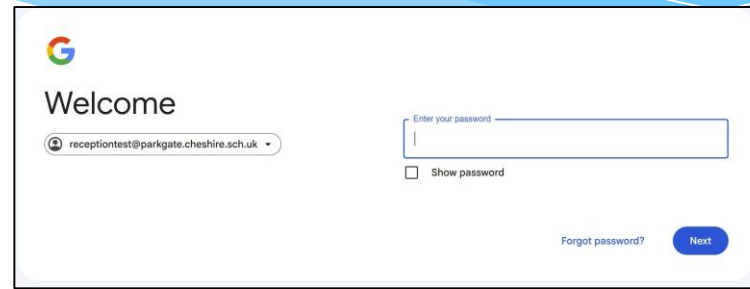 Welcome
receptiontest@parkgate.cheshire.sch.uk
Enter your password
Show password
Forgot password?
Next